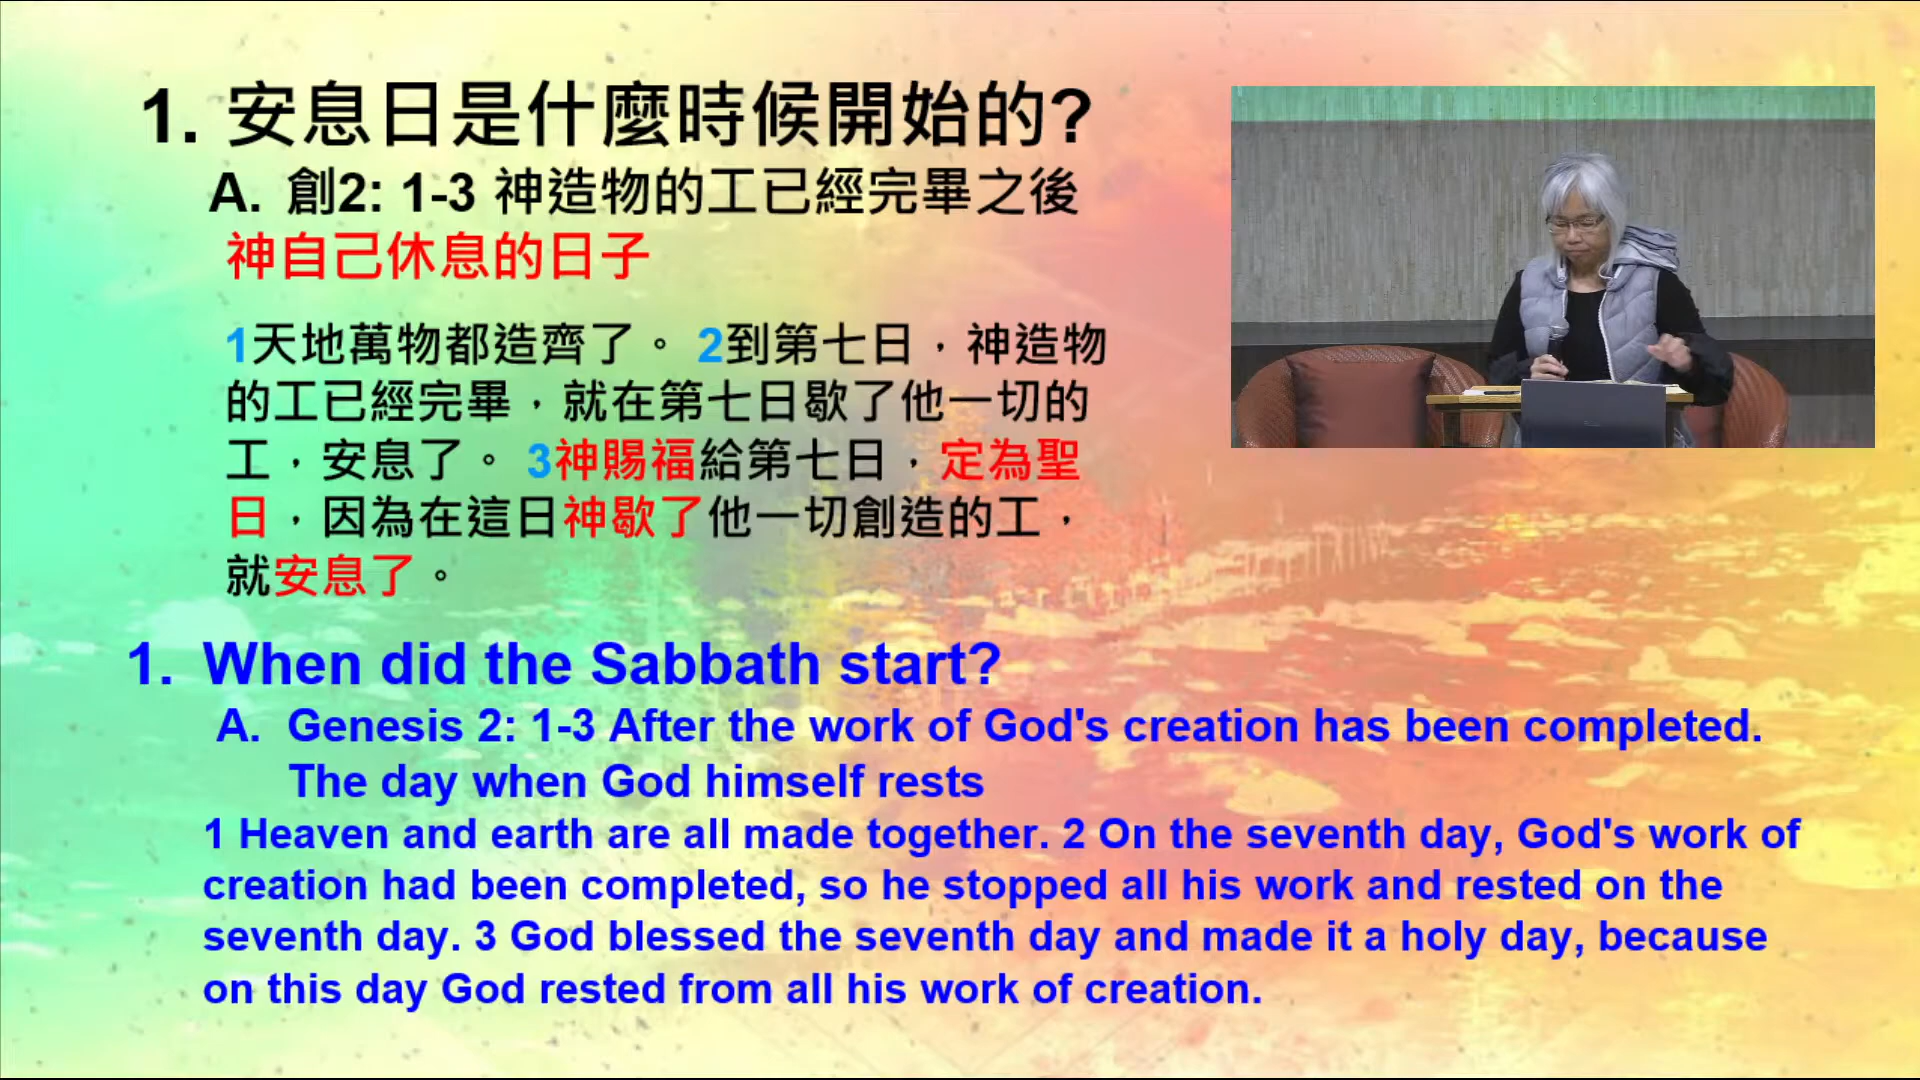 1. 安息日是什麼時候開始的?
A. 創2: 1-3 神造物的工已經完畢之後
神自己休息的日子
1天地萬物都造齊了。 2到第七日，神造物
的工已經完畢，就在第七日歇了他一切的
工，安息了。 3神賜福給第七日，定為聖
日，因為在這日神歇了他一切創造的工，
就安息了。
1. When did the Sabbath start?
A. Genesis 2: 1-3 After the work of God's creation has been completed.
The day when God himself rests
1 Heaven and earth are all made together. 2 On the seventh day, God's work of
creation had been completed, so he stopped all his work and rested on the
seventh day. 3 God blessed the seventh day and made it a holy day, because
on this day God rested from all his work of creation.